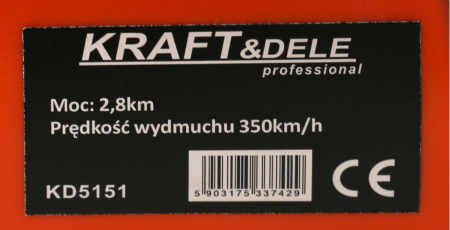 KRAFT&DELE
professional
Moc: 2,8km
Prędkość wydmuchu 350km/h
KD5151
5 903175 337429
CE